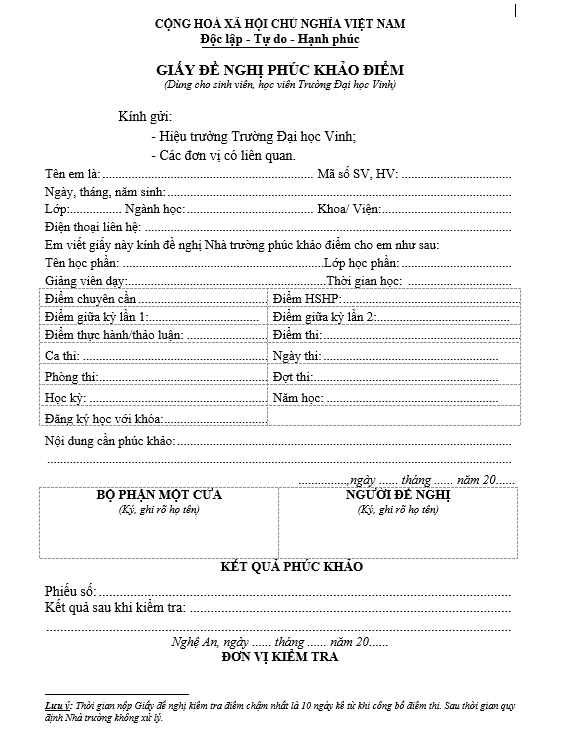 CỘNG HOÀ XÃ HỘI CHỦ NGHĨA VIỆT NAM
Độc lập - Tự do - Hạnh phúc
GIẤY ĐỀ NGHỊ PHÚC KHẢO ĐIỂM
(Dùng cho sinh viên, học viên Trường Đại học Vinh)
Kính gửi:
- Hiệu trưởng Trường Đại học Vinh;
- Các đơn vị có liên quan.
Tên em là: ............................................................ Mã số SV, HV: ................................
Ngày, tháng, năm sinh: ................................................................................................
Lớp:................ Ngành học: ...................................... Khoa/ Viện:.......................................
Điện thoại liên hệ: ................................................................................................
Em viết giấy này kính đề nghị Nhà trường phúc khảo điểm cho em như sau:
Tên học phần: ............................................................Lớp học phần:................................
Giảng viên dạy:............................................................Thời gian học: ................................
Điểm chuyên cần ...................................... Điểm HSHP:..................................................
Điểm giữa kỳ lần 1:.................................. Điểm giữa kỳ lần 2:........................................
Điểm thực hành/thảo luận: ........................ Điểm thi:..................................................
Ca thi: .................................................. Ngày thi:..................................................
Phòng thi:.............................................. Đợt thi:..................................................
Học kỳ: .................................................. Năm học: ..................................................
Đăng ký học với khóa:................................
Nội dung cần phúc khảo:................................................................................................
................................................................................................................................
...............,ngày ...... tháng ...... năm 20......
BỘ PHẬN MỘT CỬA NGƯỜI ĐỀ NGHỊ
(Ký, ghi rõ họ tên) (Ký, ghi rõ họ tên)
KẾT QUẢ PHÚC KHẢO
Phiếu số: ................................................................................................................
Kết quả sau khi kiểm tra: ................................................................................................
................................................................................................................................
Nghệ An, ngày ...... tháng ...... năm 20......
ĐƠN VỊ KIỂM TRA
Lưu ý: Thời gian nộp Giấy đề nghị kiểm tra điểm chậm nhất là 10 ngày kể từ khi công bố điểm thi. Sau thời gian quy
định Nhà trường không xử lý.